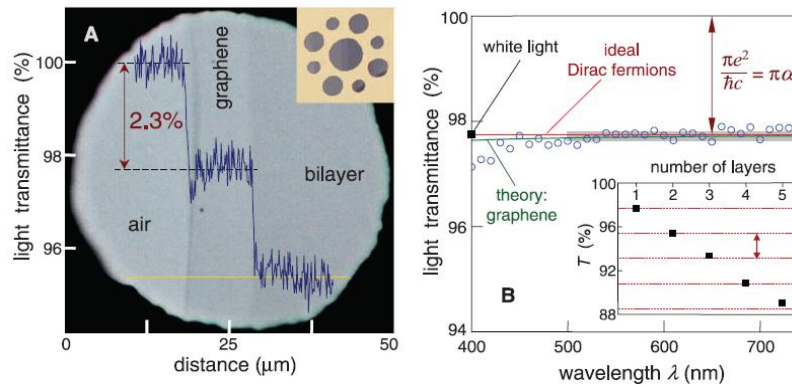 A
light transmittance (%)
100
98
96
2.3%
air
graphene
bilayer
0
25
50
distance (μm)
B
light transmittance (%)
100
98
96
94
white light
ideal
Dirac fermions
πe²/ħc = πα
theory:
graphene
number of layers
1 2 3 4 5
T (%)
100
96
92
88
400 500 600 700
wavelength λ (nm)